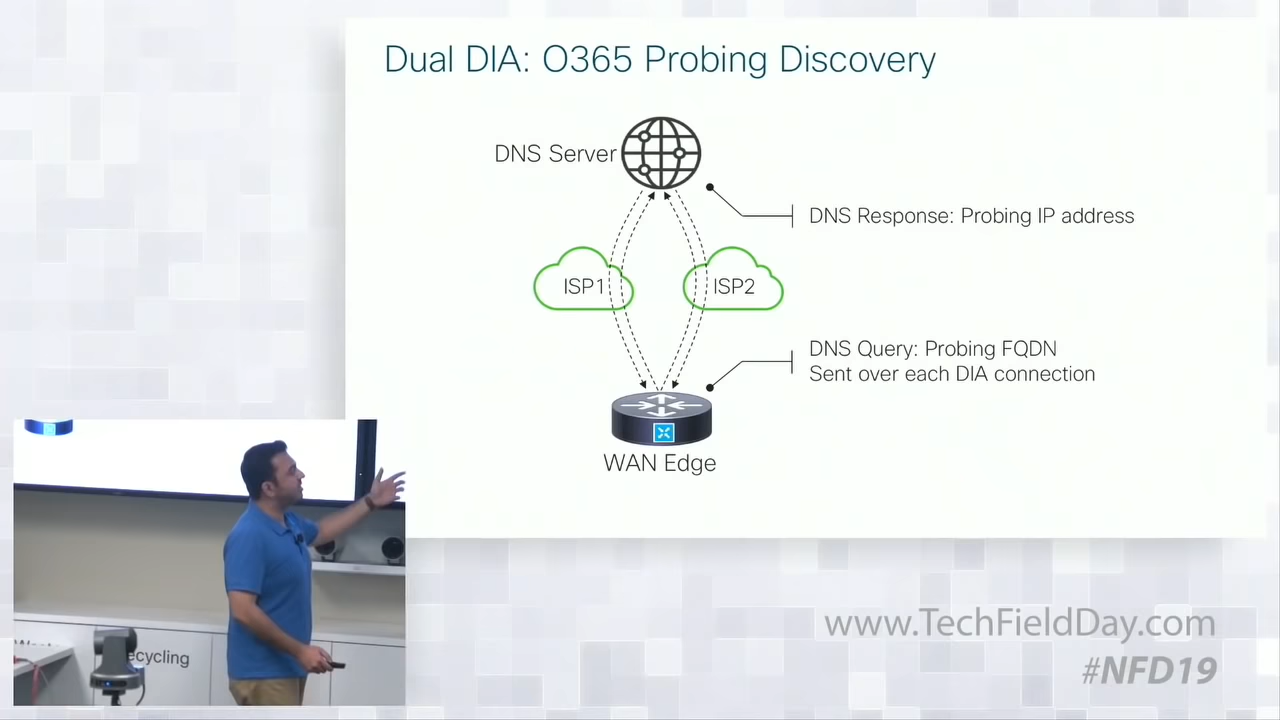 Dual DIA: O365 Probing Discovery
DNS Server
DNS Response: Probing IP address
ISP1
ISP2
DNS Query: Probing FQDN
Sent over each DIA connection
WAN Edge
ecycling
www.TechFieldDay.com
#NFD19